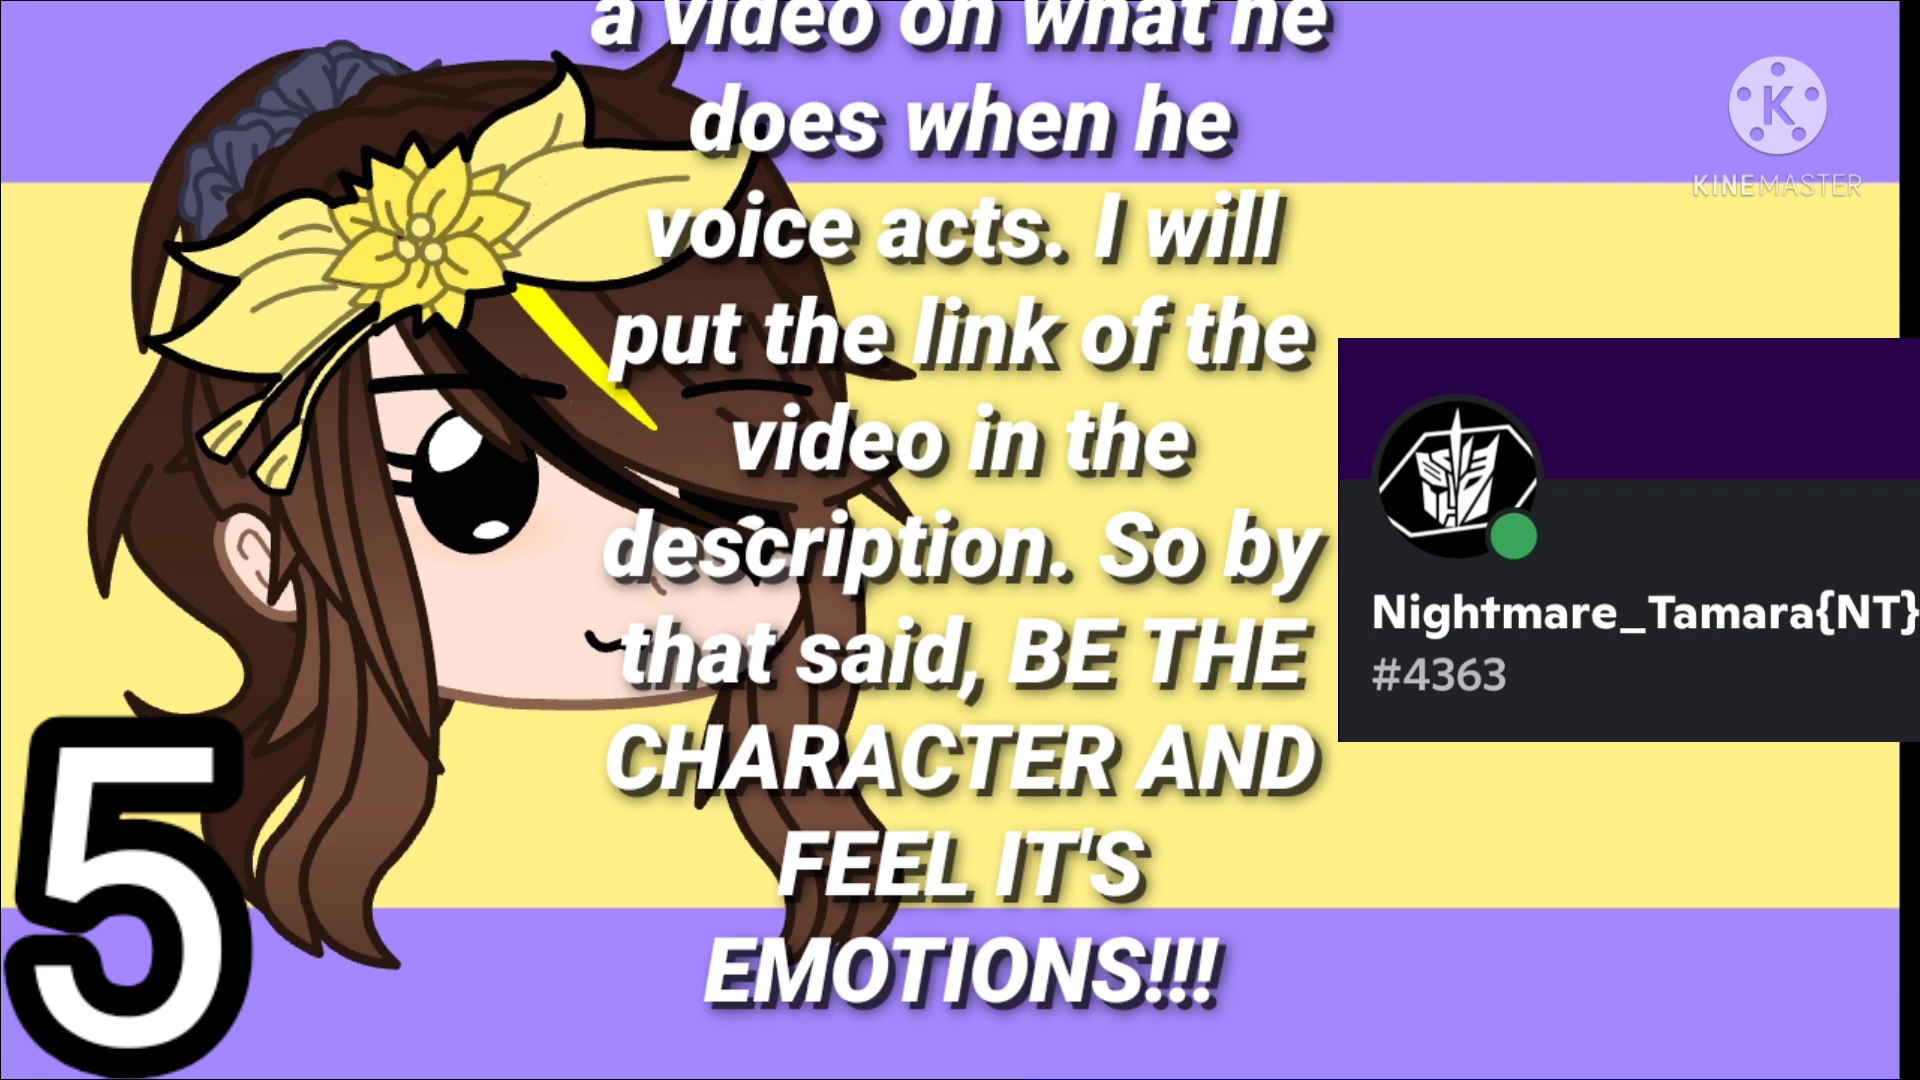 a video on what he
does when he
voice acts. I will
put the link of the
video in the
description. So by
that said, BE THE
CHARACTER AND
FEEL IT'S
EMOTIONS!!!
5
K
KINEMASTER
Nightmare_Tamara{NT}
#4363